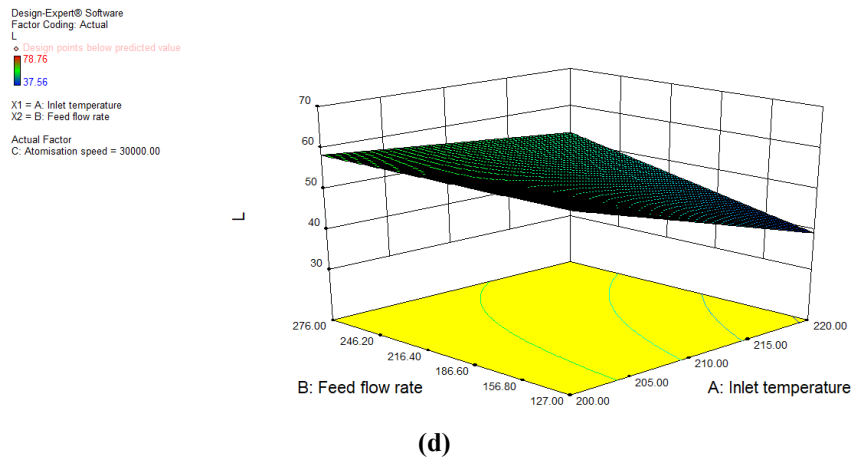 Design-Expert® Software
Factor Coding: Actual
L
Design points below predicted value
78.76
37.56
X1 = A: Inlet temperature
X2 = B: Feed flow rate
Actual Factor
C: Atomisation speed = 30000.00
70
60
50
40
30
L
276.00
246.20
216.40
186.60
156.80
127.00
200.00
205.00
210.00
215.00
220.00
B: Feed flow rate
A: Inlet temperature
(d)